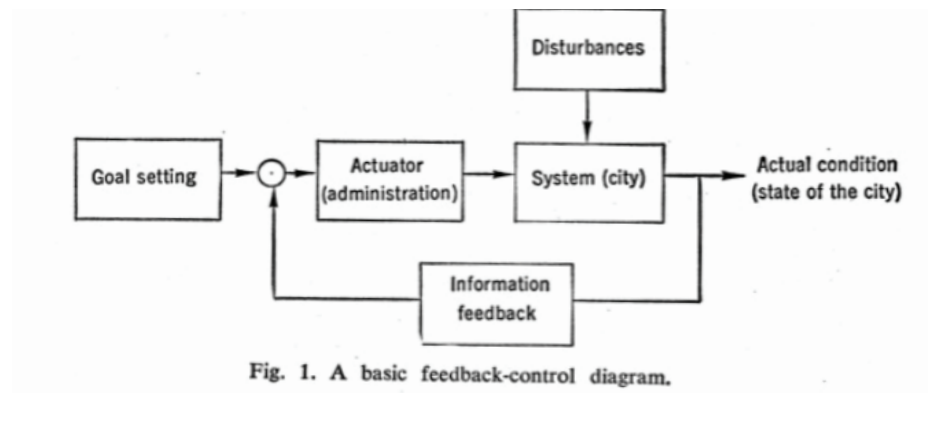 Disturbances
Goal setting
Actuator
(administration)
System (city)
Actual condition
(state of the city)
Information
feedback
Fig. 1. A basic feedback-control diagram.